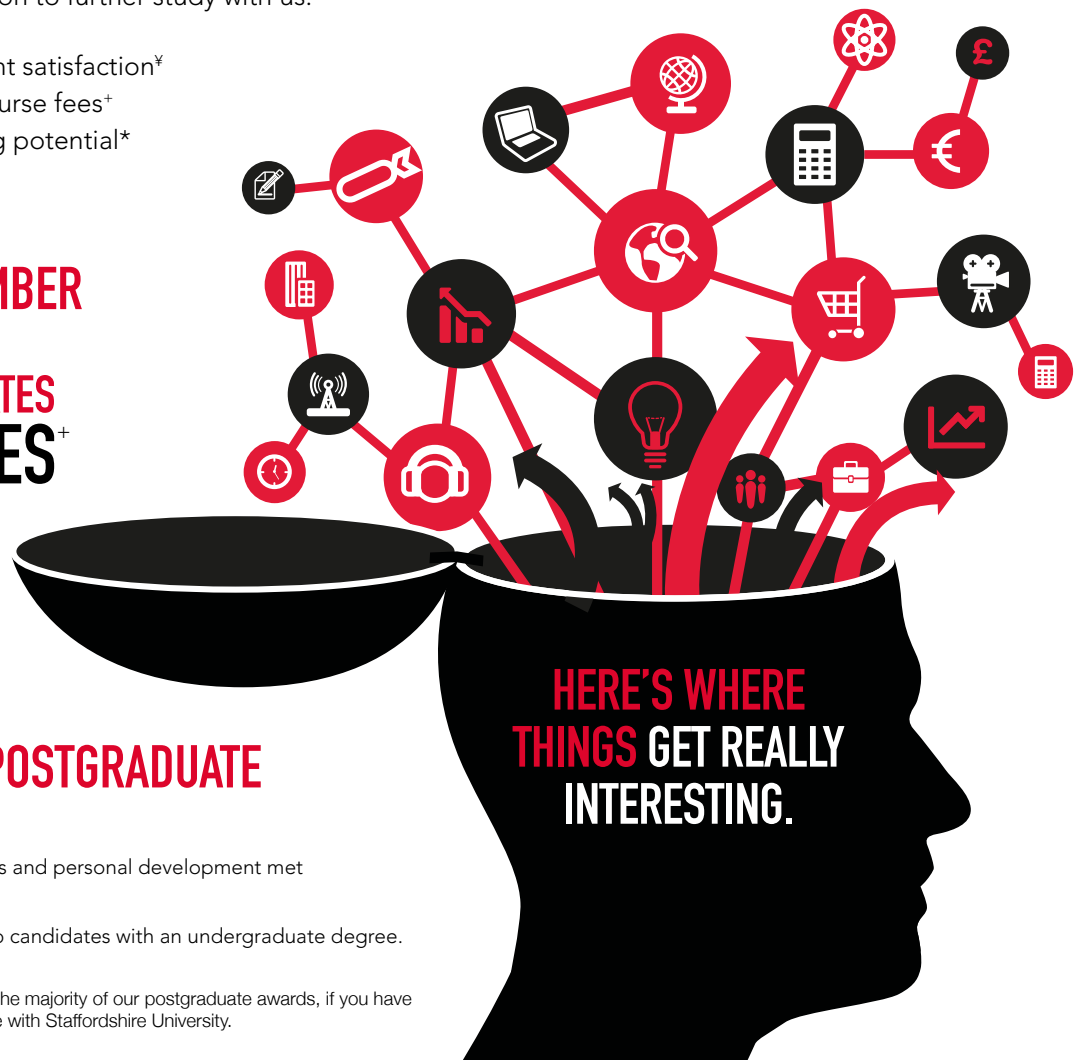 on to further study with us.
nt satisfaction¥
urse fees+
g potential*
£
€
MBER
TES
ES+
HERE'S WHERE
THINGS GET REALLY
INTERESTING.
POSTGRADUATE
s and personal development met
o candidates with an undergraduate degree.
he majority of our postgraduate awards, if you have
e with Staffordshire University.